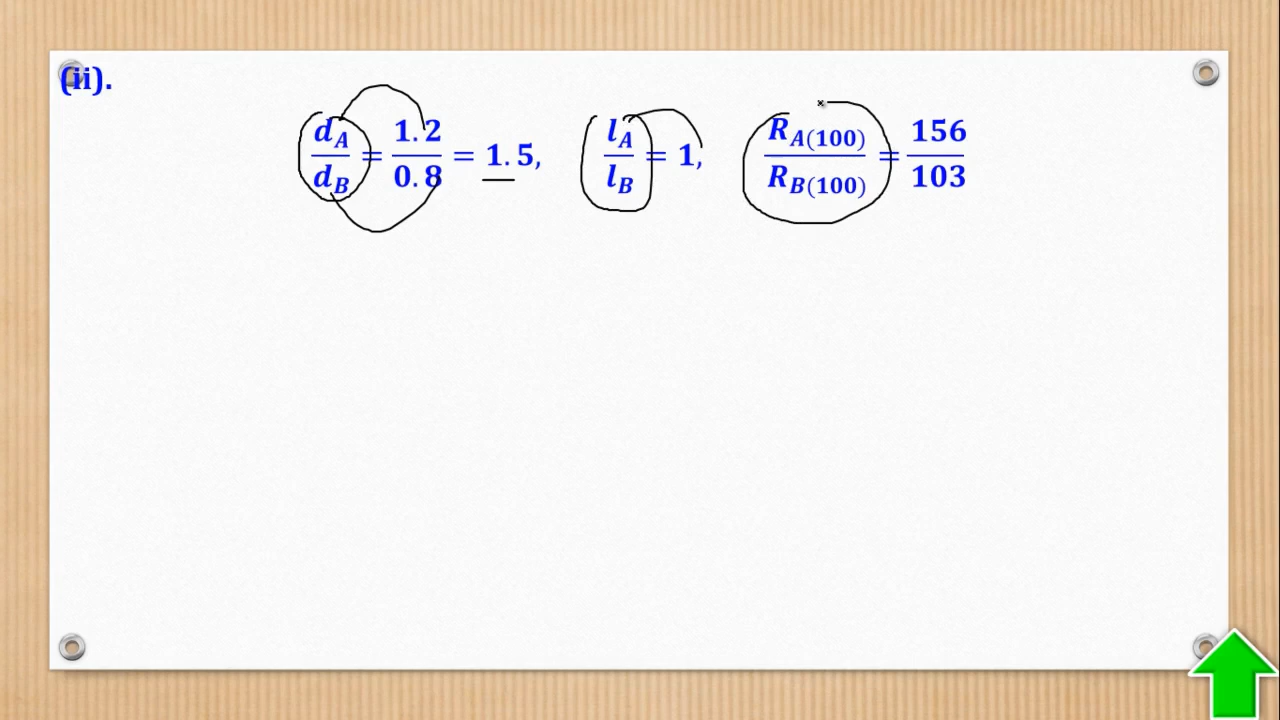 (ii).
d_A/d_B = 1.2/0.8 = 1.5, l_A/l_B = 1, R_A(100)/R_B(100) = 156/103